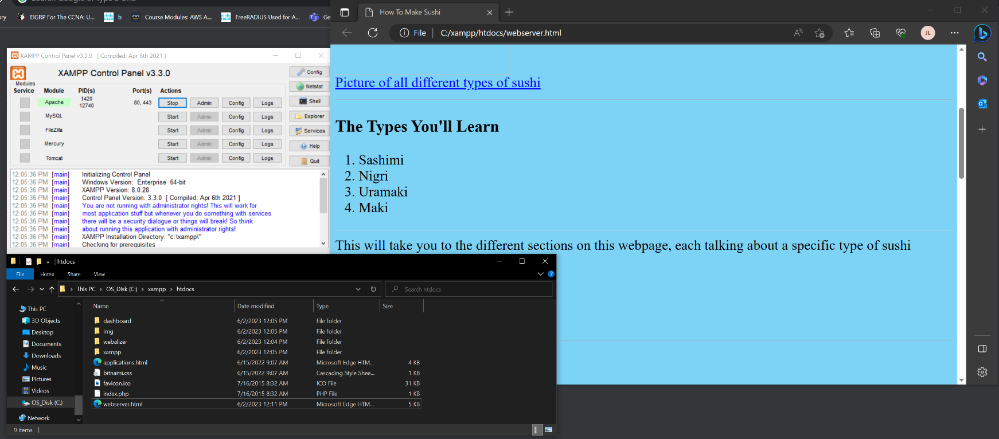 Search Google or type a URL
ory EIGRP For The CCNA: U... b Course Modules: AWS A... FreeRADIUS Used for A... Ge
XAMPP Control Panel v3.3.0 [ Compiled: Apr 6th 2021 ]
XAMPP Control Panel v3.3.0
Config
Modules
Service Module PID(s) Port(s) Actions
Netstat
Apache 1420 12740 80, 443 Stop Admin Config Logs
Shell
MySQL Start Admin Config Logs
Explorer
FileZilla Start Admin Config Logs
Services
Mercury Start Admin Config Logs
Help
Tomcat Start Admin Config Logs
Quit
12:05:36 PM [main] Initializing Control Panel
12:05:36 PM [main] Windows Version: Enterprise 64-bit
12:05:36 PM [main] XAMPP Version: 8.0.28
12:05:36 PM [main] Control Panel Version: 3.3.0 [ Compiled: Apr 6th 2021 ]
12:05:36 PM [main] You are not running with administrator rights! This will work for
12:05:36 PM [main] most application stuff but whenever you do something with services
12:05:36 PM [main] there will be a security dialogue or things will break! So think
12:05:36 PM [main] about running this application with administrator rights!
12:05:36 PM [main] XAMPP Installation Directory: "c:\xampp\"
12:05:36 PM [main] Checking for prerequisites
How To Make Sushi
File C:/xampp/htdocs/webserver.html
JL
Picture of all different types of sushi
The Types You'll Learn
1. Sashimi
2. Nigri
3. Uramaki
4. Maki
This will take you to the different sections on this webpage, each talking about a specific type of sushi
htdocs
File Home Share View
This PC > OS_Disk (C:) > xampp > htdocs
Search htdocs
This PC
3D Objects
Desktop
Documents
Downloads
Music
Pictures
Videos
OS_Disk (C:)
Network
Name Date modified Type Size
dashboard 6/2/2023 12:05 PM File folder
img 6/2/2023 12:05 PM File folder
webalizer 6/2/2023 12:04 PM File folder
xampp 6/2/2023 12:05 PM File folder
applications.html 6/15/2022 9:07 AM Microsoft Edge HTM... 4 KB
bitnami.css 6/15/2022 9:07 AM Cascading Style Shee... 1 KB
favicon.ico 7/16/2015 8:32 AM ICO File 31 KB
index.php 7/16/2015 8:32 AM PHP File 1 KB
webserver.html 6/2/2023 12:11 PM Microsoft Edge HTM... 5 KB
9 items